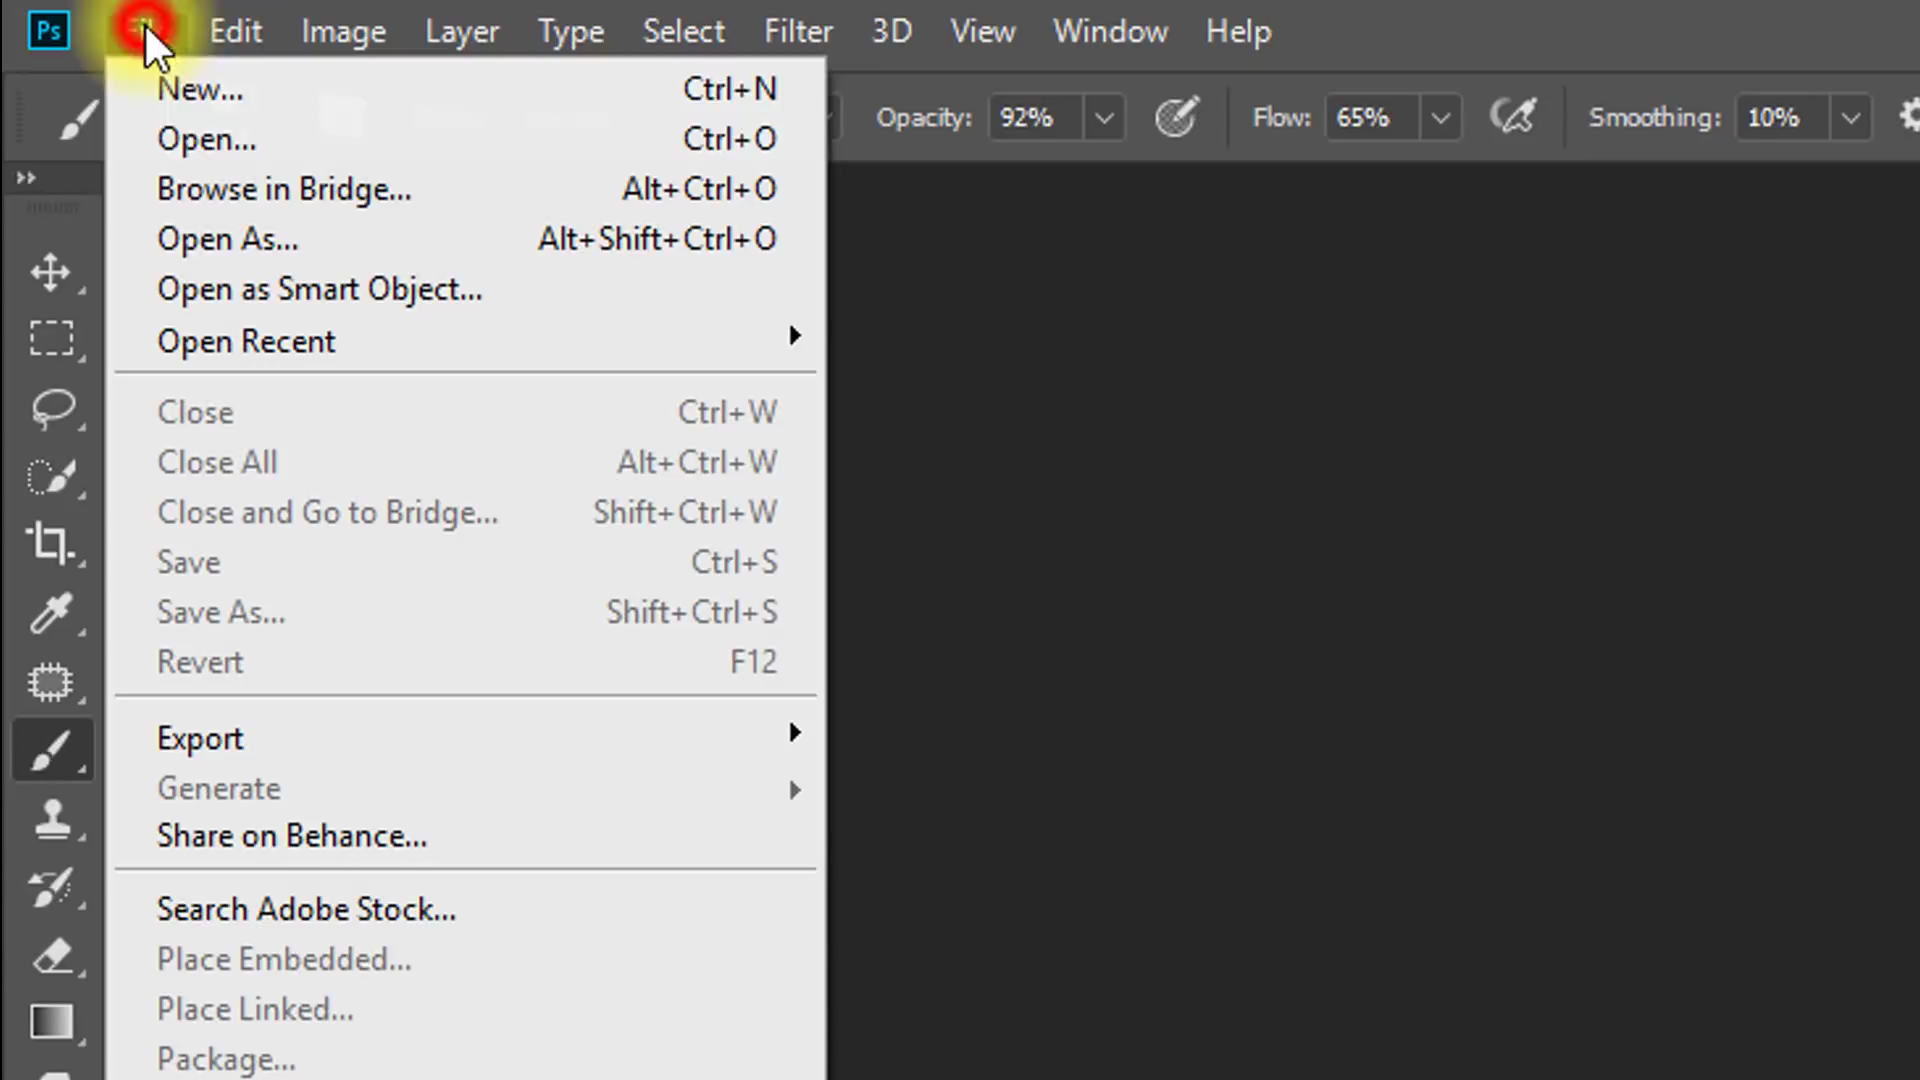 Ps Edit Image Layer Type Select Filter 3D View Window Help
Opacity: 92% Flow: 65% Smoothing: 10%
New... Ctrl+N
Open... Ctrl+O
Browse in Bridge... Alt+Ctrl+O
Open As... Alt+Shift+Ctrl+O
Open as Smart Object...
Open Recent
Close Ctrl+W
Close All Alt+Ctrl+W
Close and Go to Bridge... Shift+Ctrl+W
Save Ctrl+S
Save As... Shift+Ctrl+S
Revert F12
Export
Generate
Share on Behance...
Search Adobe Stock...
Place Embedded...
Place Linked...
Package...